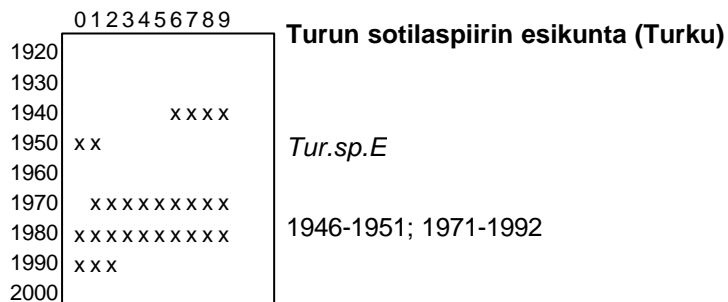 0123456789
Turun sotilaspiirin esikunta (Turku)
1920
1930
1940 xxxx
1950 xx
Tur.sp.E
1960
1970 xxxxxxxxx
1980 xxxxxxxxxx
1946-1951; 1971-1992
1990 xxx
2000